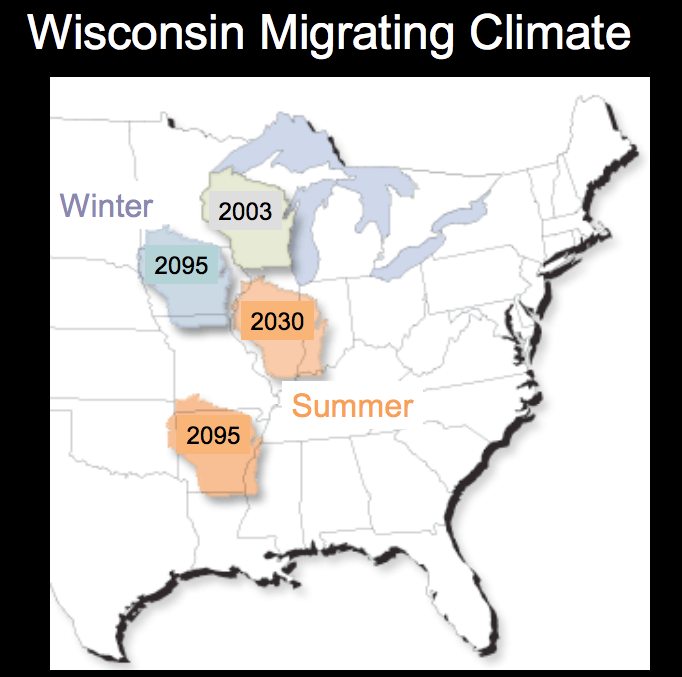 Wisconsin Migrating Climate
Winter
2003
2095
2030
Summer
2095